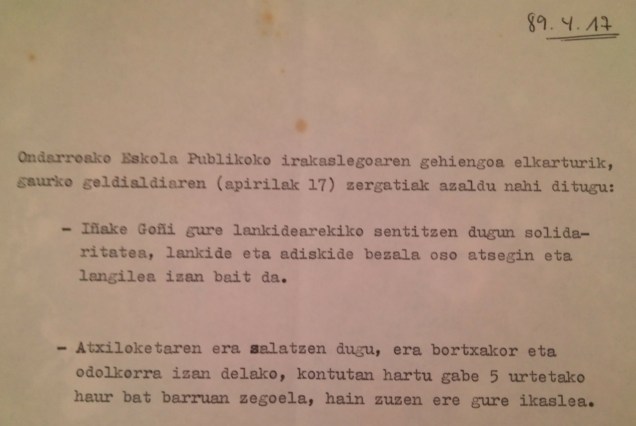 89.4.17
Ondarroako Eskola Publikoko irakaslegoaren gehiengoa elkarturik,
gaurko geldialdiaren (apirilak 17) zergatiak azaldu nahi ditugu:
- Iñake Goñi gure lankidearekiko sentitzen dugun solida-
ritatea, lankide eta adiskide bezala oso atsegin eta
langilea izan bait da.
- Atxiloketaren era salatzen dugu, era bortxakor eta
odolkorra izan delako, kontutan hartu gabe 5 urtetako
haur bat barruan zegoela, hain zuzen ere gure ikaslea.